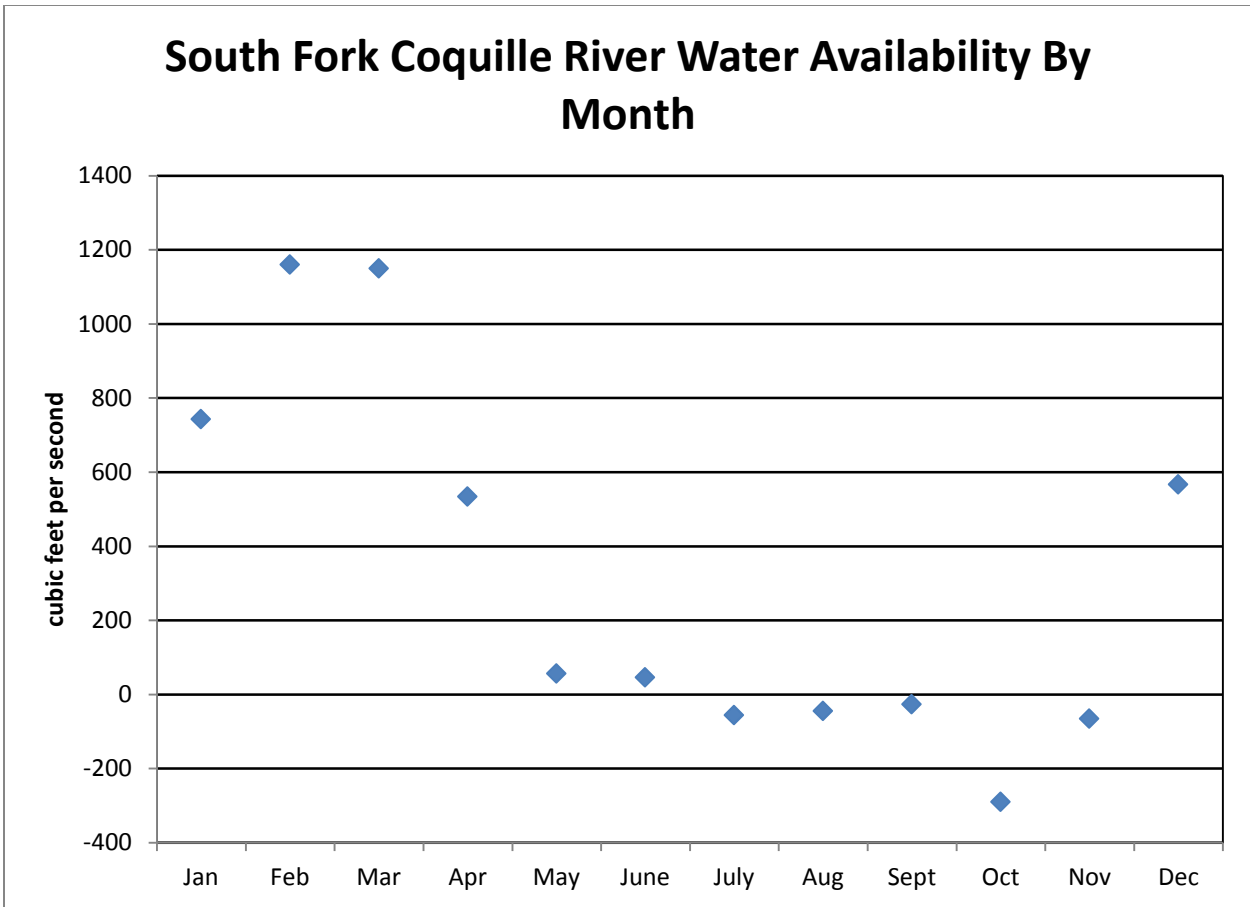 South Fork Coquille River Water Availability By
Month
cubic feet per second
1400
1200
1000
800
600
400
200
0
-200
-400
Jan Feb Mar Apr May June July Aug Sept Oct Nov Dec